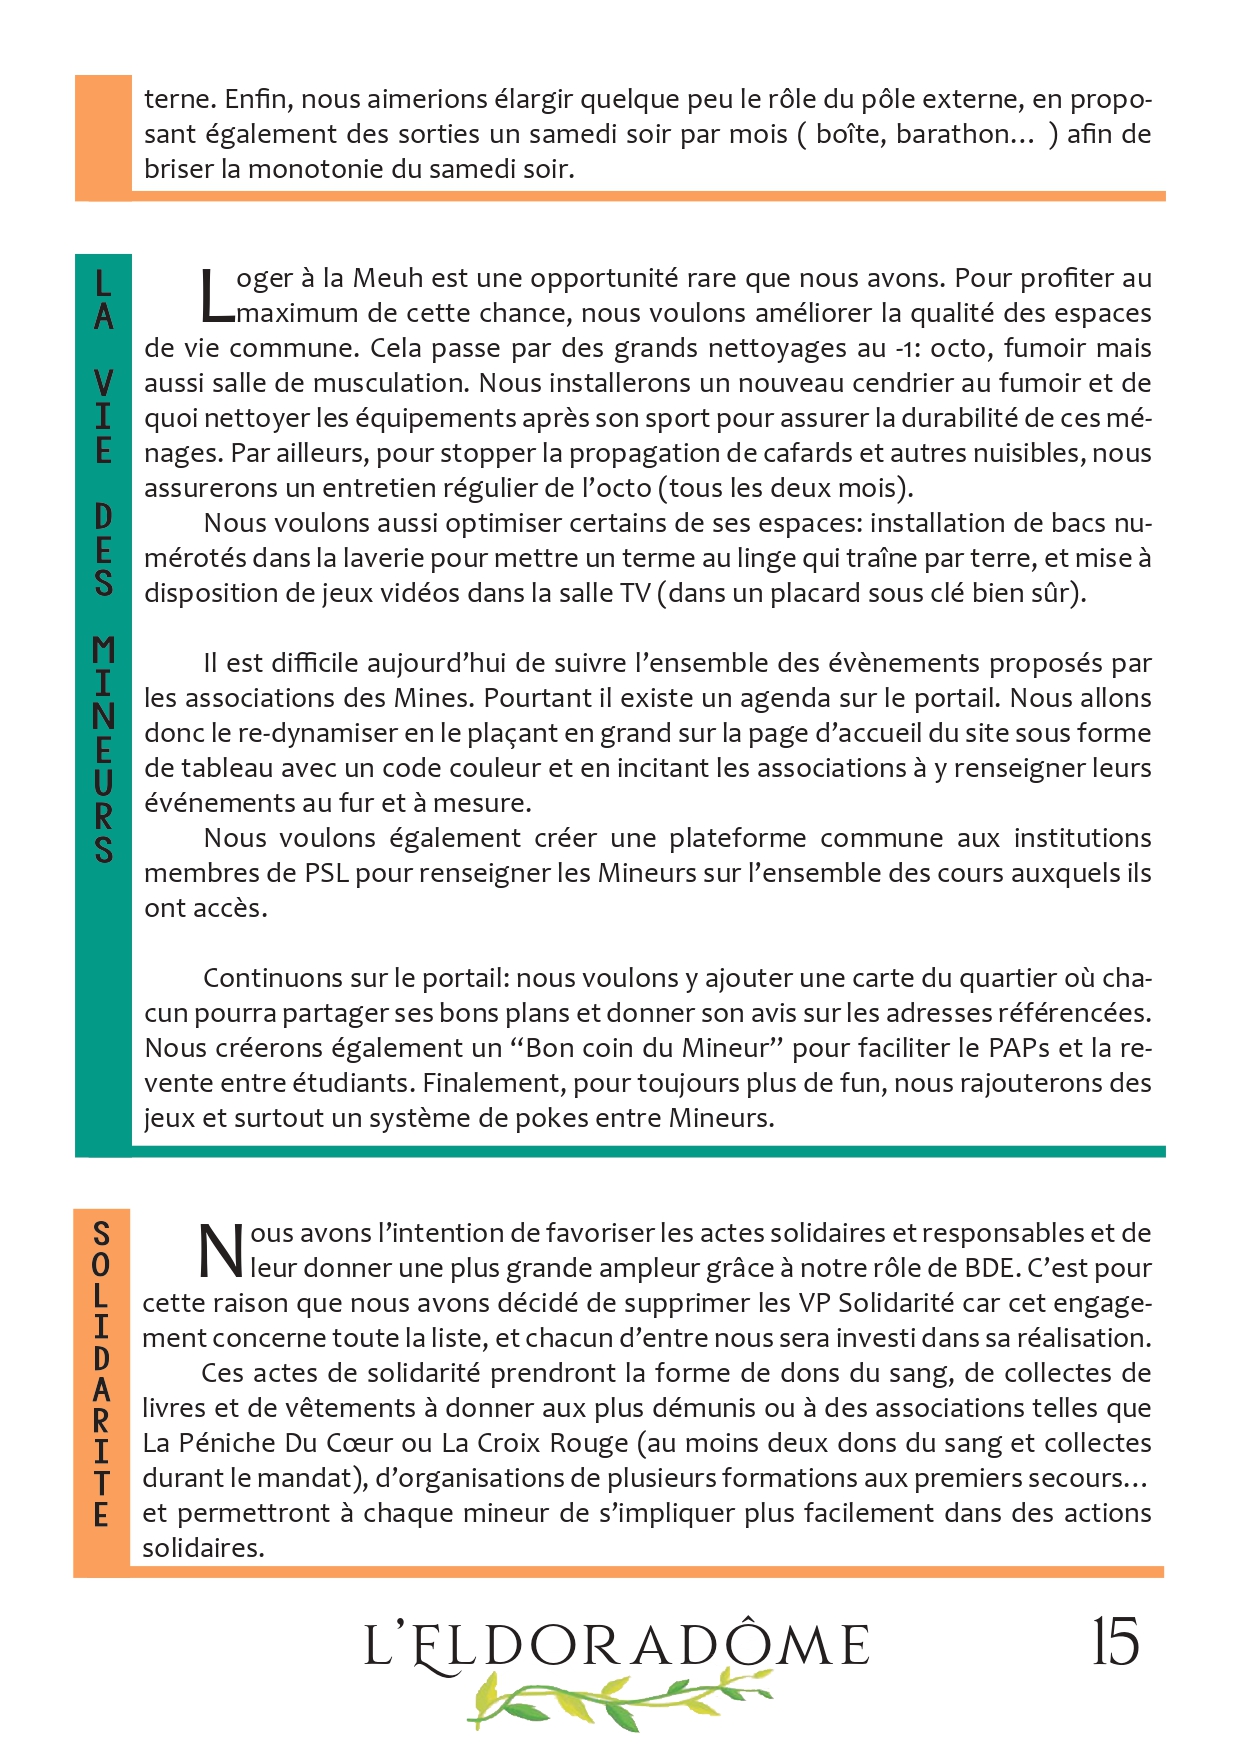 terne. Enfin, nous aimerions élargir quelque peu le rôle du pôle externe, en propo-
sant également des sorties un samedi soir par mois ( boîte, barathon… ) afin de
briser la monotonie du samedi soir.
LA VIE DES MINEURS
Loger à la Meuh est une opportunité rare que nous avons. Pour profiter au
maximum de cette chance, nous voulons améliorer la qualité des espaces
de vie commune. Cela passe par des grands nettoyages au -1: octo, fumoir mais
aussi salle de musculation. Nous installerons un nouveau cendrier au fumoir et de
quoi nettoyer les équipements après son sport pour assurer la durabilité de ces mé-
nages. Par ailleurs, pour stopper la propagation de cafards et autres nuisibles, nous
assurerons un entretien régulier de l’octo (tous les deux mois).
Nous voulons aussi optimiser certains de ses espaces: installation de bacs nu-
mérotés dans la laverie pour mettre un terme au linge qui traîne par terre, et mise à
disposition de jeux vidéos dans la salle TV (dans un placard sous clé bien sûr).
Il est difficile aujourd’hui de suivre l’ensemble des évènements proposés par
les associations des Mines. Pourtant il existe un agenda sur le portail. Nous allons
donc le re-dynamiser en le plaçant en grand sur la page d’accueil du site sous forme
de tableau avec un code couleur et en incitant les associations à y renseigner leurs
événements au fur et à mesure.
Nous voulons également créer une plateforme commune aux institutions
membres de PSL pour renseigner les Mineurs sur l’ensemble des cours auxquels ils
ont accès.
Continuons sur le portail: nous voulons y ajouter une carte du quartier où cha-
cun pourra partager ses bons plans et donner son avis sur les adresses référencées.
Nous créerons également un “Bon coin du Mineur” pour faciliter le PAPs et la re-
vente entre étudiants. Finalement, pour toujours plus de fun, nous rajouterons des
jeux et surtout un système de pokes entre Mineurs.
SOLIDARITE
Nous avons l’intention de favoriser les actes solidaires et responsables et de
leur donner une plus grande ampleur grâce à notre rôle de BDE. C’est pour
cette raison que nous avons décidé de supprimer les VP Solidarité car cet engage-
ment concerne toute la liste, et chacun d’entre nous sera investi dans sa réalisation.
Ces actes de solidarité prendront la forme de dons du sang, de collectes de
livres et de vêtements à donner aux plus démunis ou à des associations telles que
La Péniche Du Cœur ou La Croix Rouge (au moins deux dons du sang et collectes
durant le mandat), d’organisations de plusieurs formations aux premiers secours…
et permettront à chaque mineur de s’impliquer plus facilement dans des actions
solidaires.
L’ELDORADÔME
15